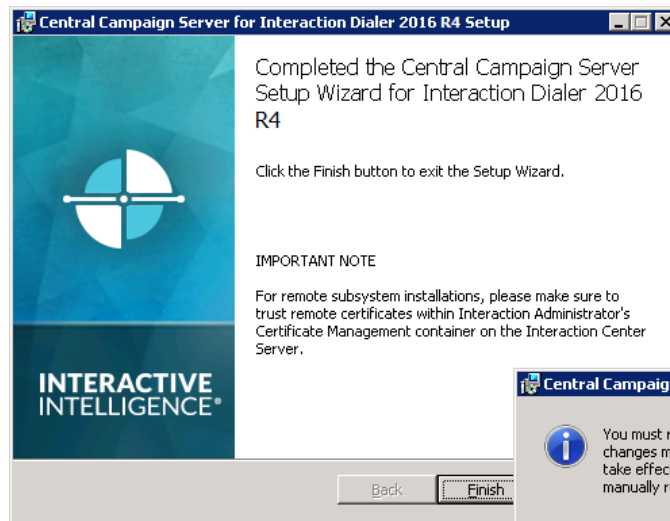 Central Campaign Server for Interaction Dialer 2016 R4 Setup
Completed the Central Campaign Server
Setup Wizard for Interaction Dialer 2016
R4
Click the Finish button to exit the Setup Wizard.
IMPORTANT NOTE
For remote subsystem installations, please make sure to
trust remote certificates within Interaction Administrator's
Certificate Management container on the Interaction Center
Server.
INTERACTIVE
INTELLIGENCE®
Back
Finish
Central Campaig
You must
changes m
take effec
manually r